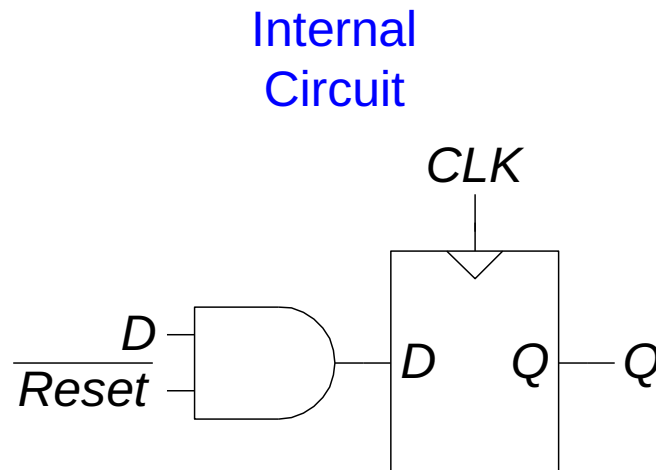 Internal
Circuit
CLK
D
Reset
D Q Q